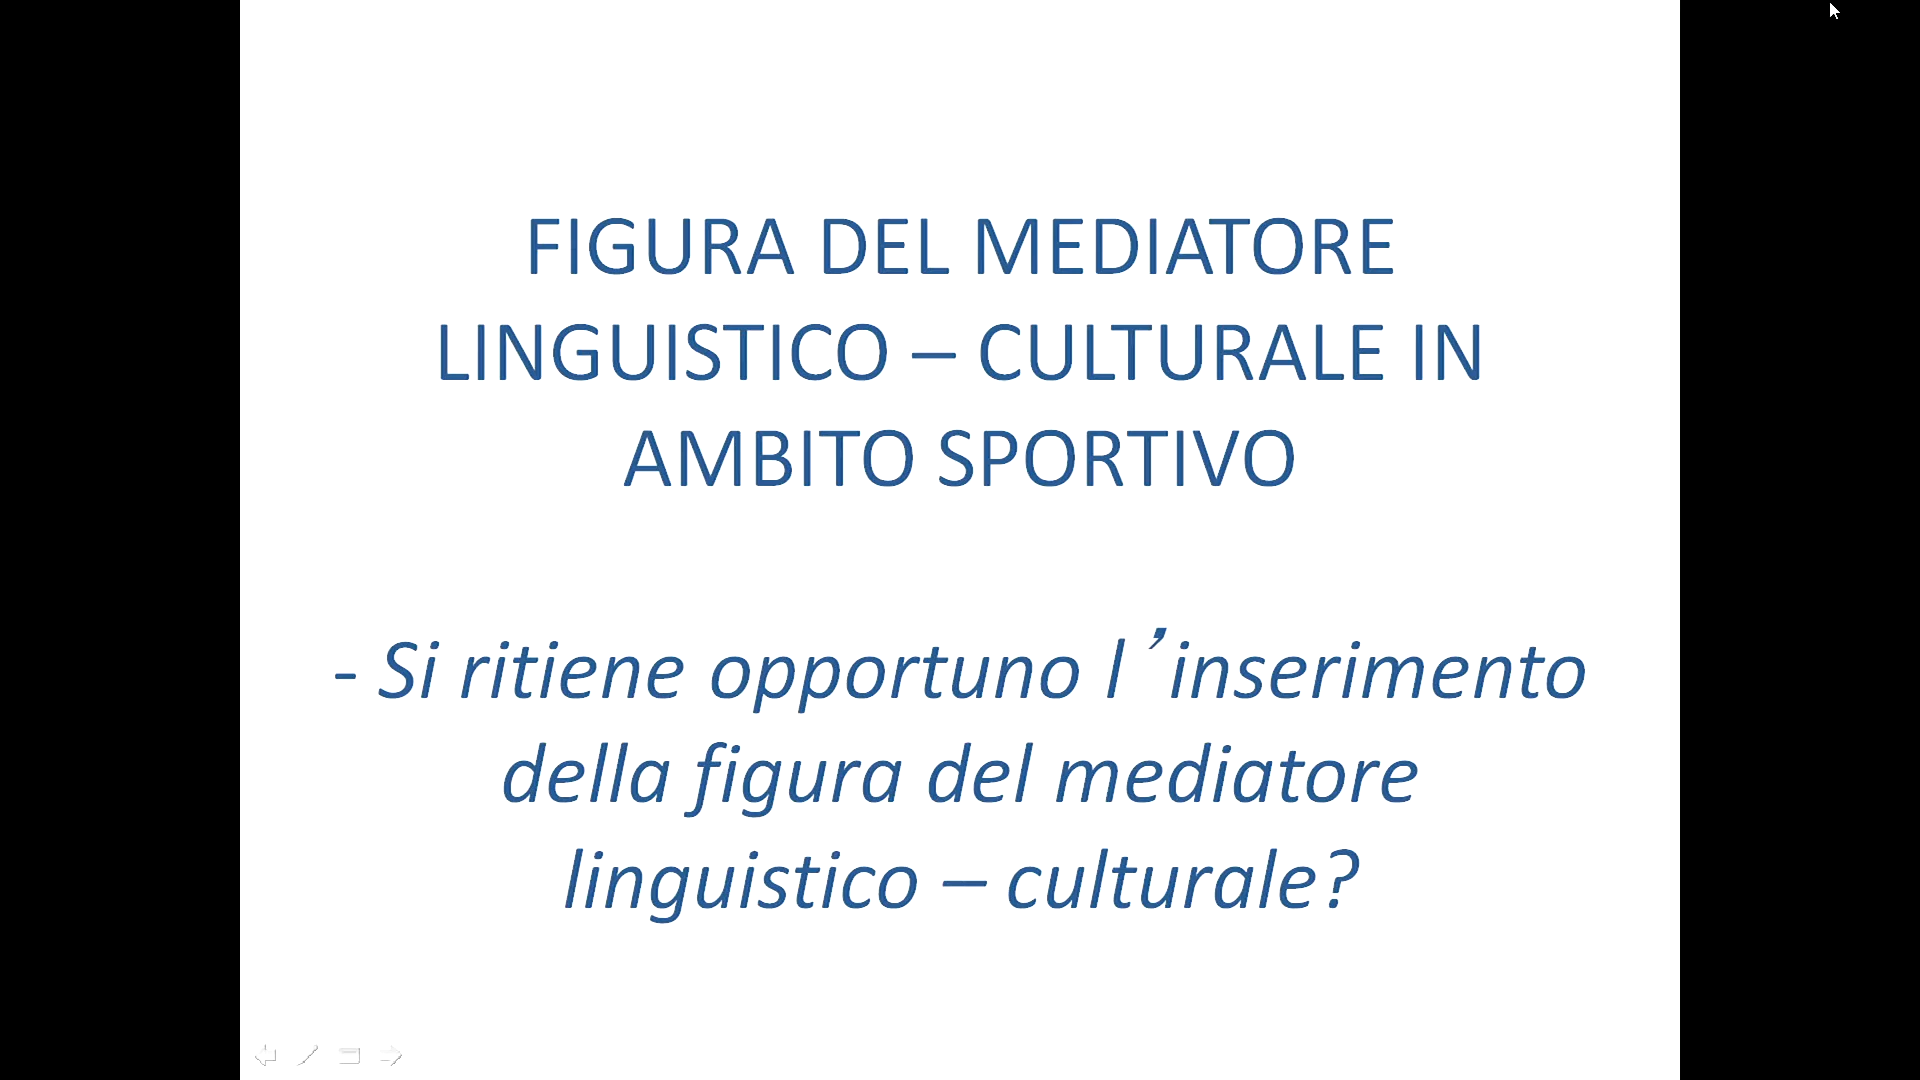 FIGURA DEL MEDIATORE
LINGUISTICO – CULTURALE IN
AMBITO SPORTIVO
- Si ritiene opportuno l’inserimento
della figura del mediatore
linguistico – culturale?